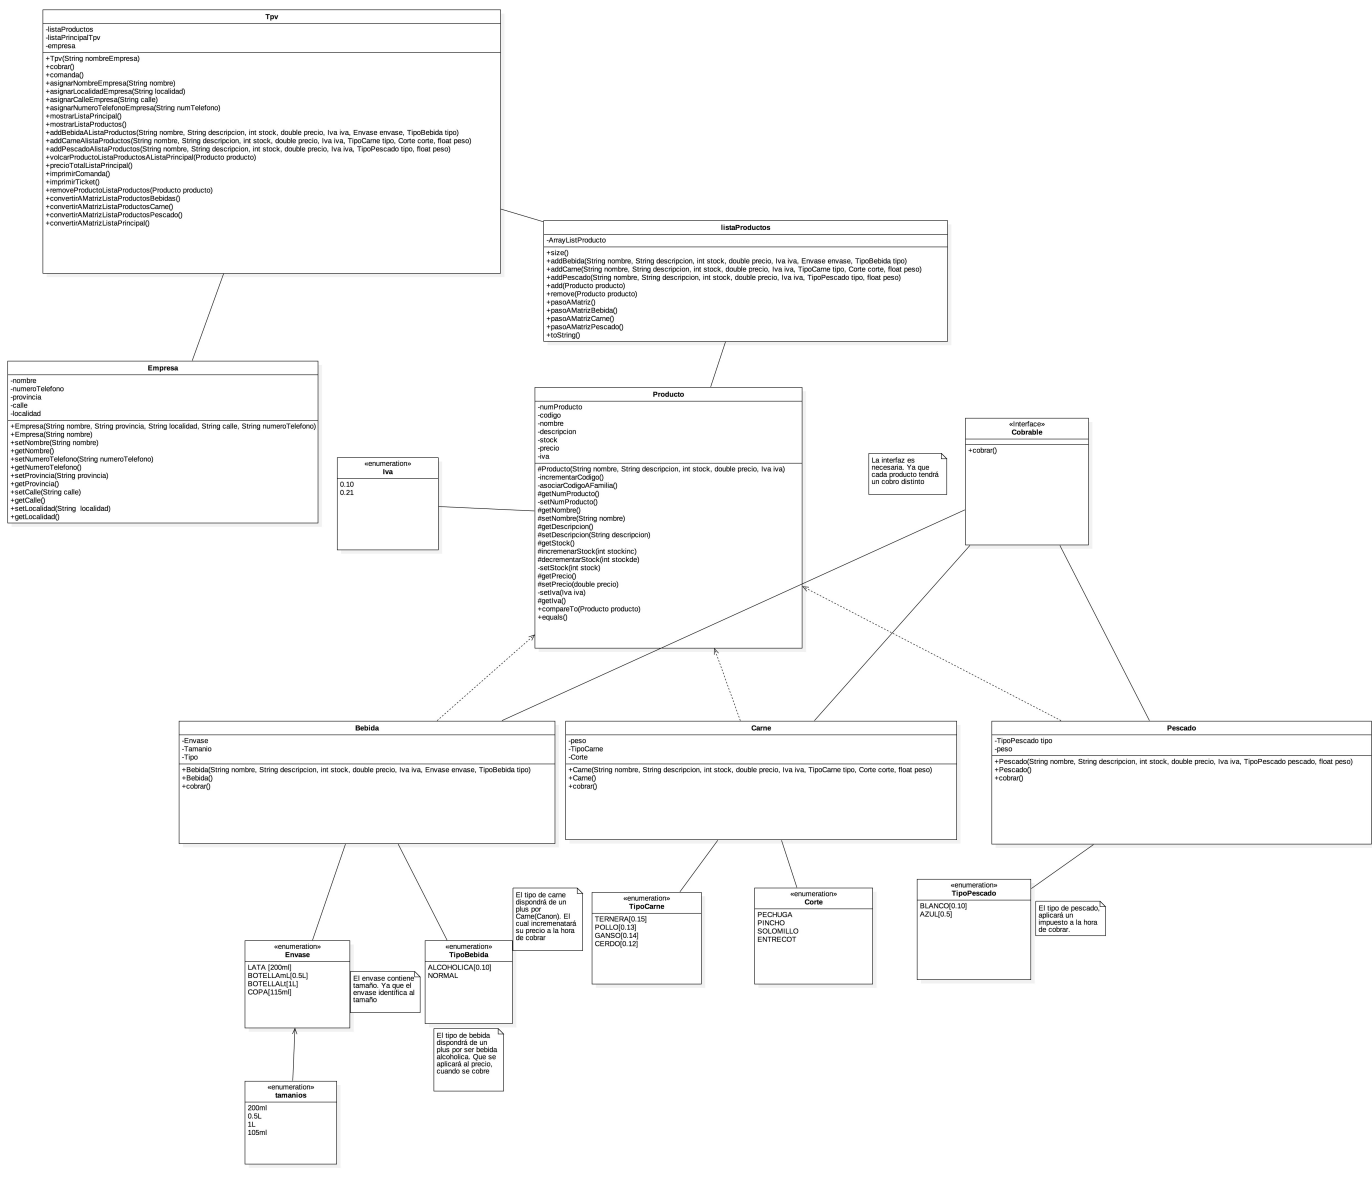 Tpv
-listaProductos
-listaPrincipalTpv
-empresa
+Tpv(String nombreEmpresa)
+cobrar()
+comanda()
+asignarNombreEmpresa(String nombre)
+asignarLocalidadEmpresa(String localidad)
+asignarCalleEmpresa(String calle)
+asignarNumeroTelefonoEmpresa(String numTelefono)
+mostrarListaPrincipal()
+mostrarListaProductos()
+addBebidaAListaProductos(String nombre, String descripcion, int stock, double precio, Iva iva, Envase envase, TipoBebida tipo)
+addCarneAlistaProductos(String nombre, String descripcion, int stock, double precio, Iva iva, TipoCarne tipo, Corte corte, float peso)
+addPescadoAlistaProductos(String nombre, String descripcion, int stock, double precio, Iva iva, TipoPescado tipo, float peso)
+volcarProductoListaProductosAListaPrincipal(Producto producto)
+precioTotalListaPrincipal()
+imprimirComanda()
+imprimirTicket()
+removeProductoListaProductos(Producto producto)
+convertirAMatrizListaProductosBebidas()
+convertirAMatrizListaProductosCarne()
+convertirAMatrizListaProductosPescado()
+convertirAMatrizListaPrincipal()
listaProductos
-ArrayListProducto
+size()
+addBebida(String nombre, String descripcion, int stock, double precio, Iva iva, Envase envase, TipoBebida tipo)
+addCarne(String nombre, String descripcion, int stock, double precio, Iva iva, TipoCarne tipo, Corte corte, float peso)
+addPescado(String nombre, String descripcion, int stock, double precio, Iva iva, TipoPescado tipo, float peso)
+add(Producto producto)
+remove(Producto producto)
+pasoAMatriz()
+pasoAMatrizBebida()
+pasoAMatrizCarne()
+pasoAMatrizPescado()
+toString()
Empresa
-nombre
-numeroTelefono
-provincia
-calle
-localidad
+Empresa(String nombre, String provincia, String localidad, String calle, String numeroTelefono)
+Empresa(String nombre)
+setNombre(String nombre)
+getNombre()
+setNumeroTelefono(String numeroTelefono)
+getNumeroTelefono()
+setProvincia(String provincia)
+getProvincia()
+setCalle(String calle)
+getCalle()
+setLocalidad(String  localidad)
+getLocalidad()
«enumeration»
Iva
0.10
0.21
Producto
-numProducto
-codigo
-nombre
-descripcion
-stock
-precio
-iva
#Producto(String nombre, String descripcion, int stock, double precio, Iva iva)
-incrementarCodigo()
-asociarCodigoAFamilia()
#getNumProducto()
-setNumProducto()
#getNombre()
#setNombre(String nombre)
#getDescripcion()
#setDescripcion(String descripcion)
#getStock()
#incremenarStock(int stockinc)
#decrementarStock(int stockde)
-setStock(int stock)
#getPrecio()
#setPrecio(double precio)
-setIva(Iva iva)
#getIva()
+compareTo(Producto producto)
+equals()
La interfaz es
necesaria. Ya que
cada producto tendrá
un cobro distinto
«interface»
Cobrable
+cobrar()
Bebida
-Envase
-Tamanio
-Tipo
+Bebida(String nombre, String descripcion, int stock, double precio, Iva iva, Envase envase, TipoBebida tipo)
+Bebida()
+cobrar()
Carne
-peso
-TipoCarne
-Corte
+Carne(String nombre, String descripcion, int stock, double precio, Iva iva, TipoCarne tipo, Corte corte, float peso)
+Carne()
+cobrar()
Pescado
-TipoPescado tipo
-peso
+Pescado(String nombre, String descripcion, int stock, double precio, Iva iva, TipoPescado pescado, float peso)
+Pescado()
+cobrar()
«enumeration»
Envase
LATA [200ml]
BOTELLAmL[0.5L]
BOTELLALt[1L]
COPA[115ml]
El envase contiene
tamaño. Ya que el
envase identifica al
tamaño
«enumeration»
TipoBebida
ALCOHOLICA[0.10]
NORMAL
El tipo de carne
dispondrá de un
plus por
Carne(Canon). El
cual incremenatará
su precio a la hora
de cobrar
«enumeration»
TipoCarne
TERNERA[0.15]
POLLO[0.13]
GANSO[0.14]
CERDO[0.12]
«enumeration»
Corte
PECHUGA
PINCHO
SOLOMILLO
ENTRECOT
«enumeration»
TipoPescado
BLANCO[0.10]
AZUL[0.5]
El tipo de pescado,
aplicará un
impuesto a la hora
de cobrar.
El tipo de bebida
dispondrá de un
plus por ser bebida
alcoholica. Que se
aplicará al precio,
cuando se cobre
«enumeration»
tamanios
200ml
0.5L
1L
105ml